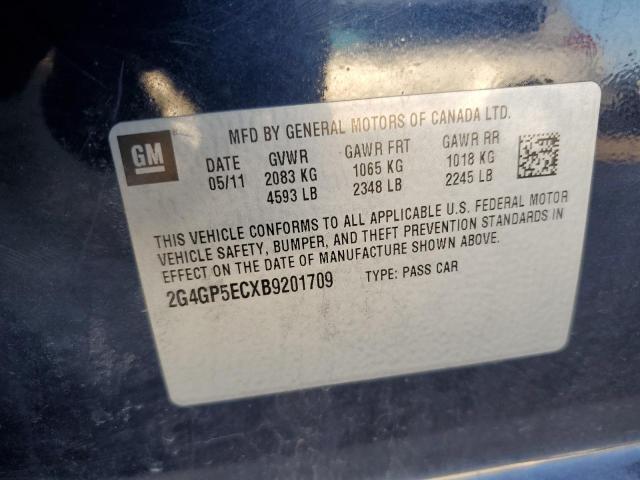 GM
MFD BY GENERAL MOTORS OF CANADA LTD.
DATE GVWR GAWR FRT GAWR RR
05/11 2083 KG 1065 KG 1018 KG
4593 LB 2348 LB 2245 LB
THIS VEHICLE CONFORMS TO ALL APPLICABLE U.S. FEDERAL MOTOR
VEHICLE SAFETY, BUMPER, AND THEFT PREVENTION STANDARDS IN
EFFECT ON THE DATE OF MANUFACTURE SHOWN ABOVE.
2G4GP5ECXB9201709 TYPE: PASS CAR